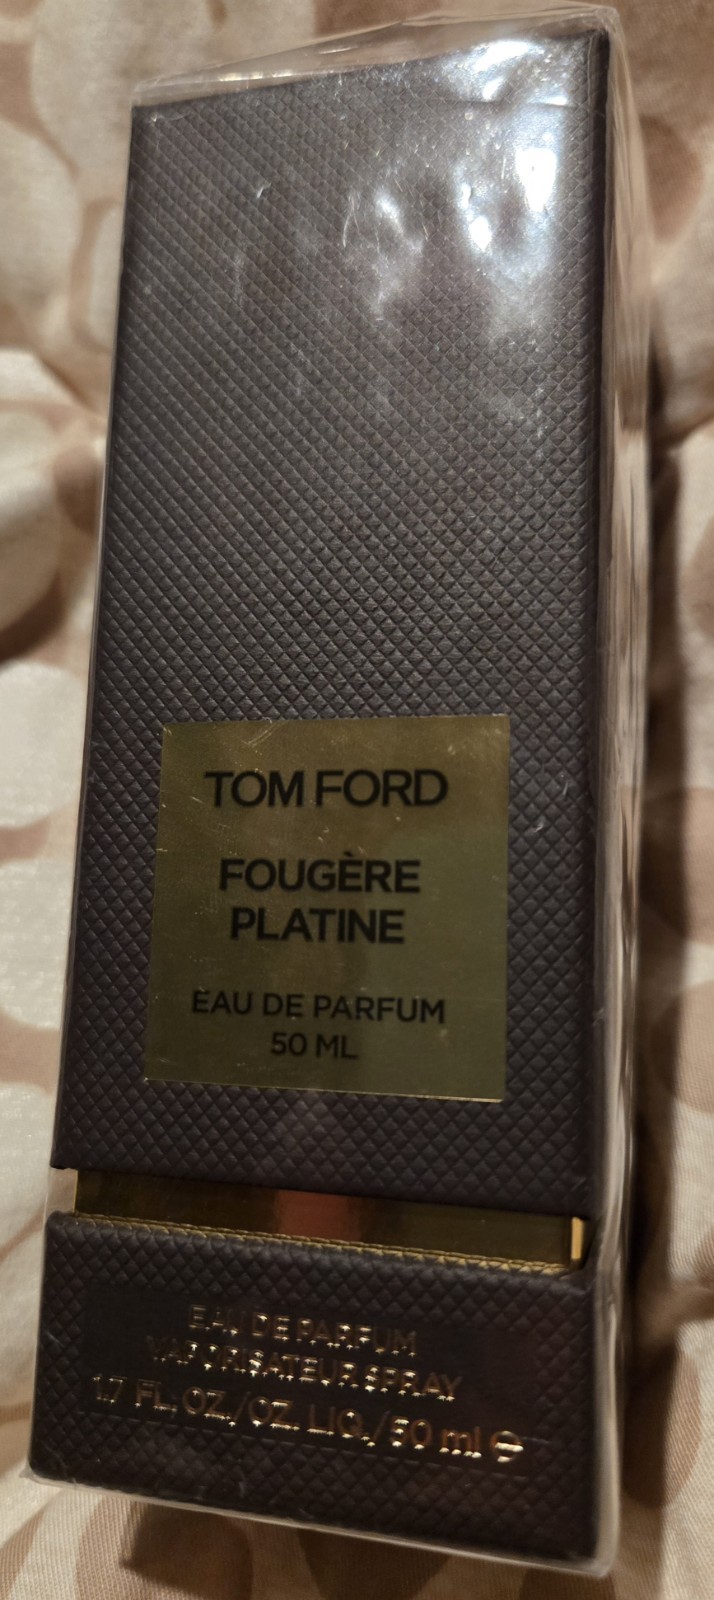 TOM FORD
FOUGÈRE
PLATINE
EAU DE PARFUM
50 ML
EAU DE PARFUM
VAPORISATEUR SPRAY
1.7 FL. OZ./OZ. LIQ./50 ml ℮